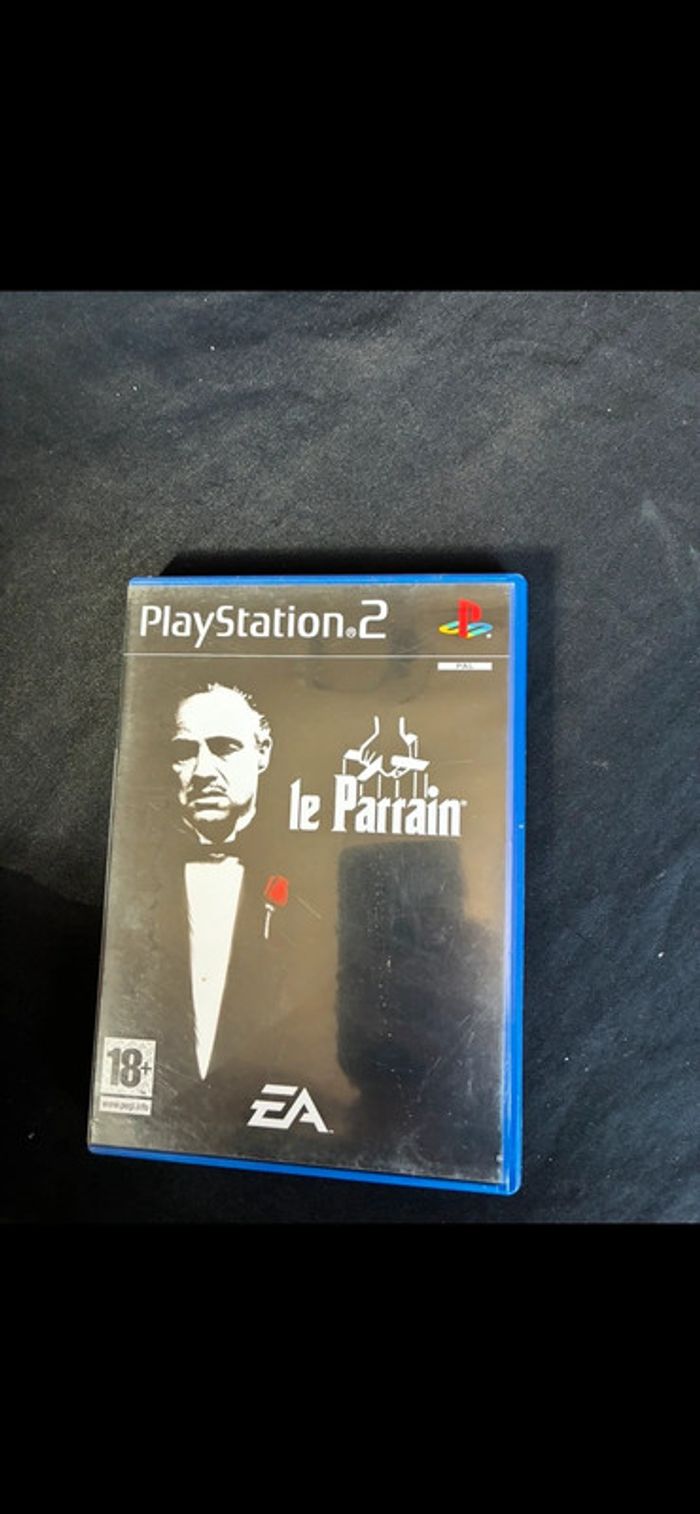 PlayStation®2
PAL
le Parrain
18+
www.pegi.info
EA